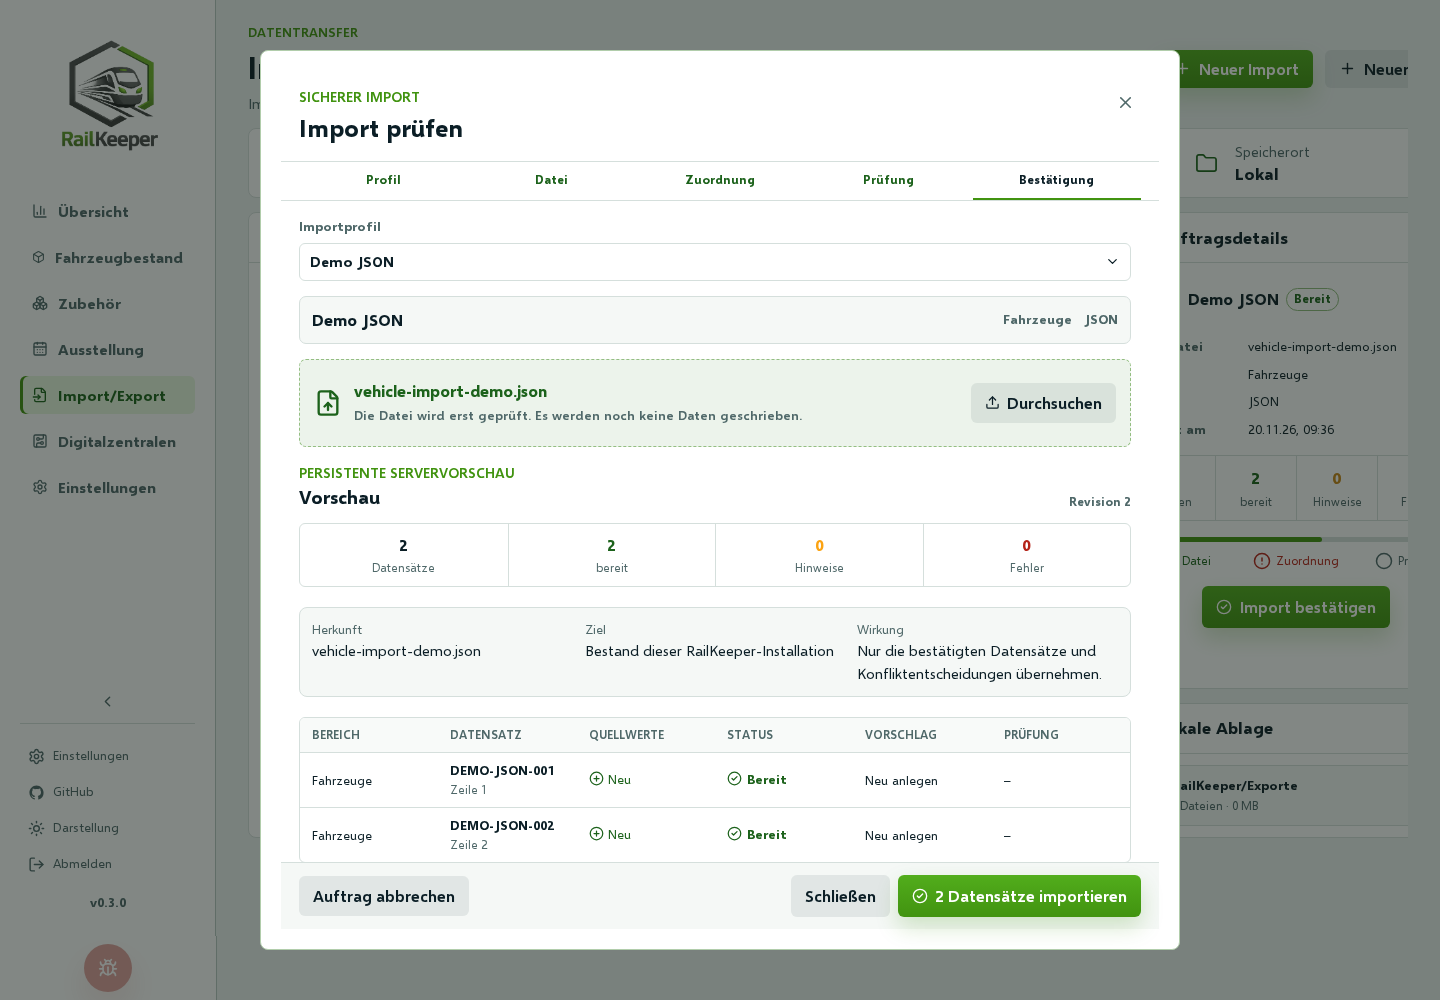 RailKeeper
Übersicht
Fahrzeugbestand
Zubehör
Ausstellung
Import/Export
Digitalzentralen
Einstellungen
Einstellungen
GitHub
Darstellung
Abmelden
v0.3.0
DATENTRANSFER
Neuer Import
Neuer
SICHERER IMPORT
Import prüfen
Profil
Datei
Zuordnung
Prüfung
Bestätigung
Importprofil
Demo JSON
Demo JSON
Fahrzeuge JSON
vehicle-import-demo.json
Die Datei wird erst geprüft. Es werden noch keine Daten geschrieben.
Durchsuchen
PERSISTENTE SERVERVORSCHAU
Vorschau
Revision 2
2
Datensätze
2
bereit
0
Hinweise
0
Fehler
Herkunft
vehicle-import-demo.json
Ziel
Bestand dieser RailKeeper-Installation
Wirkung
Nur die bestätigten Datensätze und
Konfliktentscheidungen übernehmen.
BEREICH DATENSATZ QUELLWERTE STATUS VORSCHLAG PRÜFUNG
Fahrzeuge DEMO-JSON-001 Neu Bereit Neu anlegen –
Zeile 1
Fahrzeuge DEMO-JSON-002 Neu Bereit Neu anlegen –
Zeile 2
Auftrag abbrechen
Schließen
2 Datensätze importieren
Speicherort
Lokal
ftragsdetails
Demo JSON Bereit
atei vehicle-import-demo.json
Fahrzeuge
JSON
t am 20.11.26, 09:36
en
2
bereit
0
Hinweise
F
Datei
Zuordnung
Pr
Import bestätigen
kale Ablage
ailKeeper/Exporte
Dateien · 0 MB